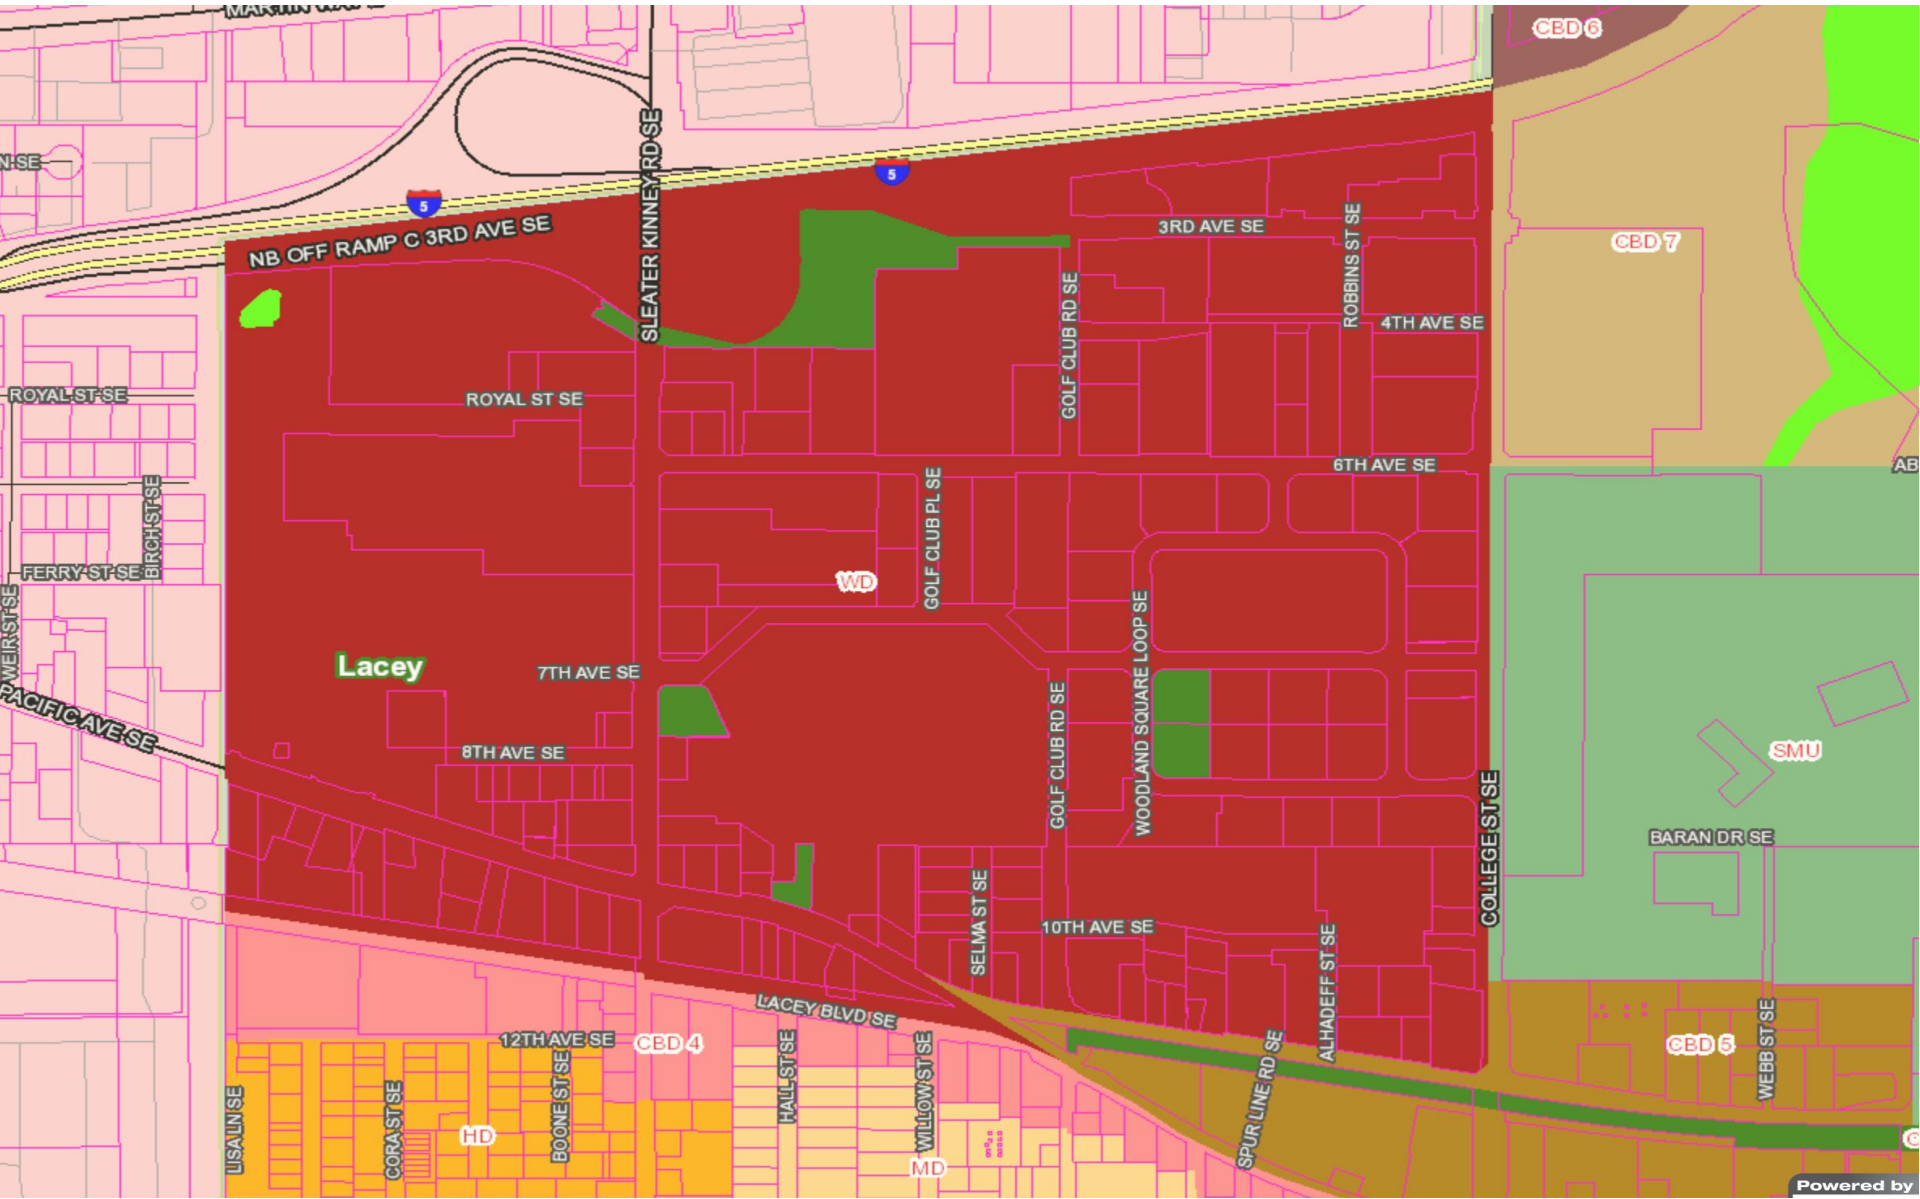 CBD 6
N SE
SLEATER KINNEY RD SE
5
5
NB OFF RAMP C 3RD AVE SE
3RD AVE SE
ROBBINS ST SE
CBD 7
GOLF CLUB RD SE
4TH AVE SE
ROYAL ST SE
ROYAL ST SE
6TH AVE SE
AB
BIRCH ST SE
GOLF CLUB PL SE
FERRY ST SE
WD
WEIR ST SE
WOODLAND SQUARE LOOP SE
Lacey
7TH AVE SE
PACIFIC AVE SE
GOLF CLUB RD SE
8TH AVE SE
SMU
COLLEGE ST SE
BARAN DR SE
SELMA ST SE
10TH AVE SE
ALHADEFF ST SE
LACEY BLVD SE
12TH AVE SE
CBD 4
CBD 5
WEBB ST SE
HALL ST SE
WILLOW ST SE
SPUR LINE RD SE
LISA LN SE
CORA ST SE
BOONE ST SE
HD
MD
Powered by